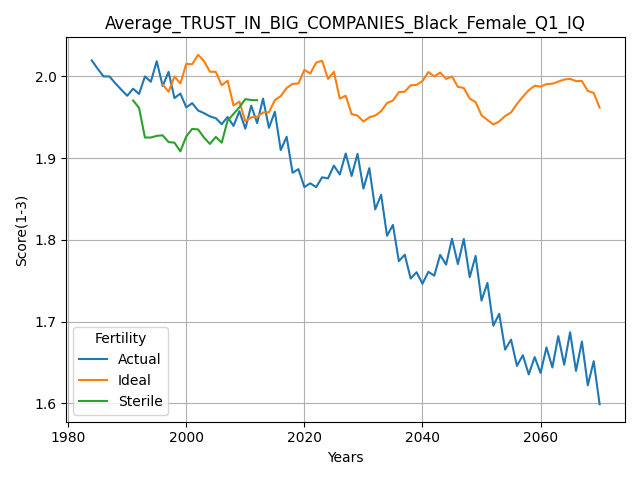 Average_TRUST_IN_BIG_COMPANIES_Black_Female_Q1_IQ
Score(1-3)
2.0
1.9
1.8
1.7
1.6
Fertility
Actual
Ideal
Sterile
1980 2000 2020 2040 2060
Years